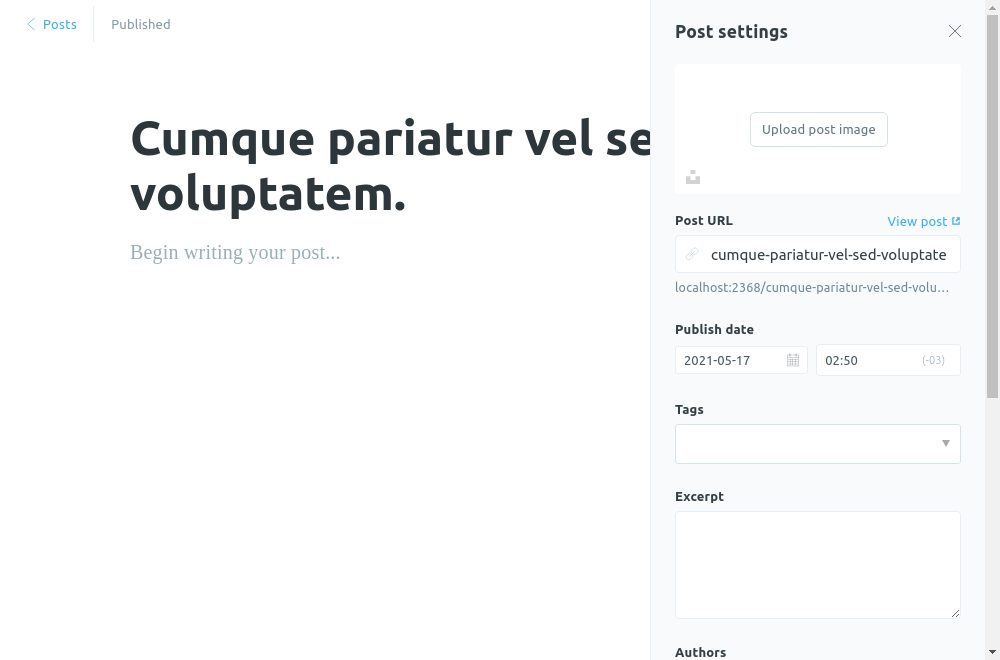 Posts
Published
Cumque pariatur vel se
voluptatem.
Begin writing your post...
Post settings
Upload post image
Post URL
View post
cumque-pariatur-vel-sed-voluptate
localhost:2368/cumque-pariatur-vel-sed-volu…
Publish date
2021-05-17
02:50
(-03)
Tags
Excerpt
Authors